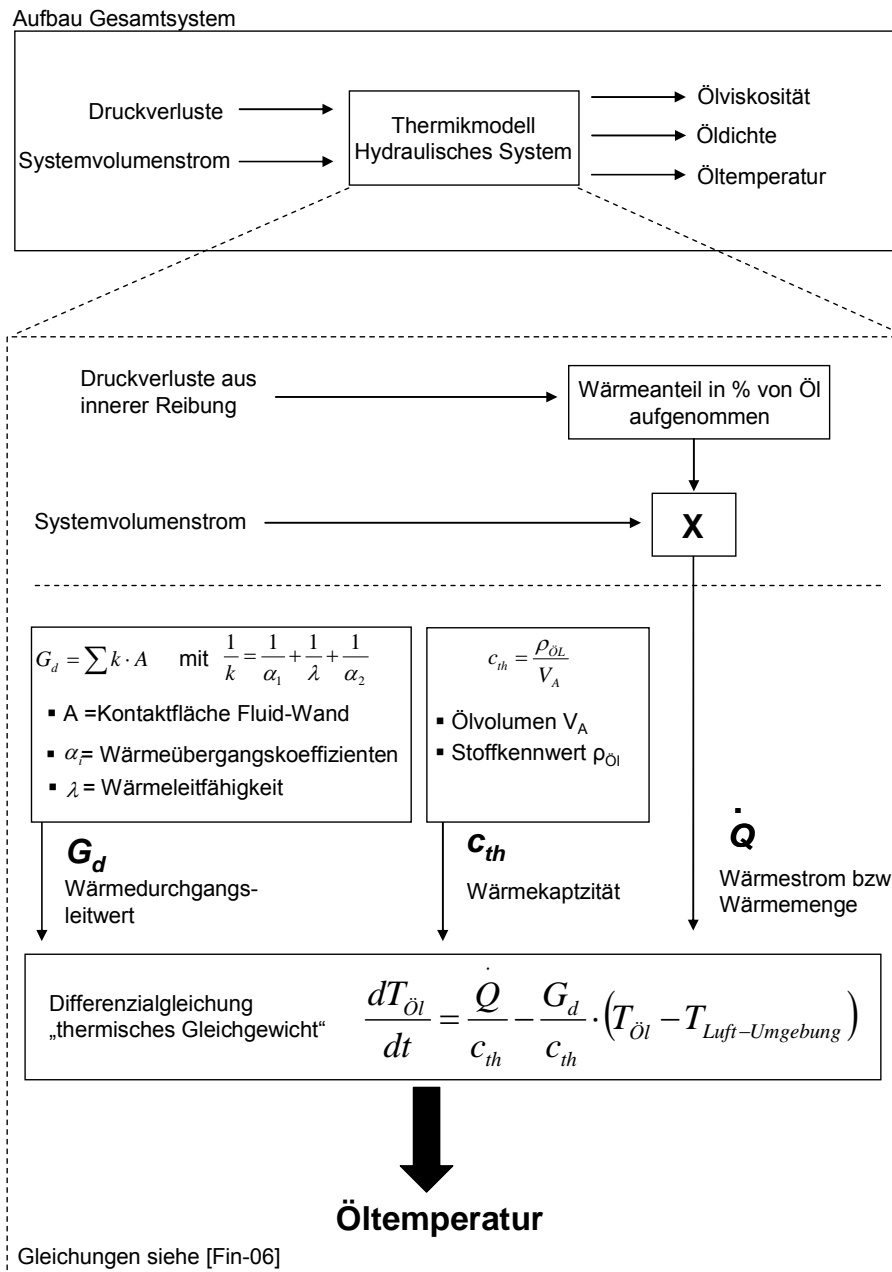 Aufbau Gesamtsystem
Druckverluste
Systemvolumenstrom
Thermikmodell
Hydraulisches System
Ölviskosität
Öldichte
Öltemperatur
Druckverluste aus
innerer Reibung
Wärmeanteil in % von Öl
aufgenommen
Systemvolumenstrom
X
G_d = ∑ k · A mit 1/k = 1/α_1 + 1/λ + 1/α_2
▪ A =Kontaktfläche Fluid-Wand
▪ α_i= Wärmeübergangskoeffizienten
▪ λ = Wärmeleitfähigkeit
c_th = ρ_ÖL / V_A
▪ Ölvolumen V_A
▪ Stoffkennwert ρ_Öl
G_d
Wärmedurchgangs-
leitwert
c_th
Wärmekaptzität
Q̇
Wärmestrom bzw
Wärmemenge
Differenzialgleichung
„thermisches Gleichgewicht“
dT_Öl/dt = Q̇/c_th − G_d/c_th · (T_Öl − T_Luft−Umgebung)
Öltemperatur
Gleichungen siehe [Fin-06]